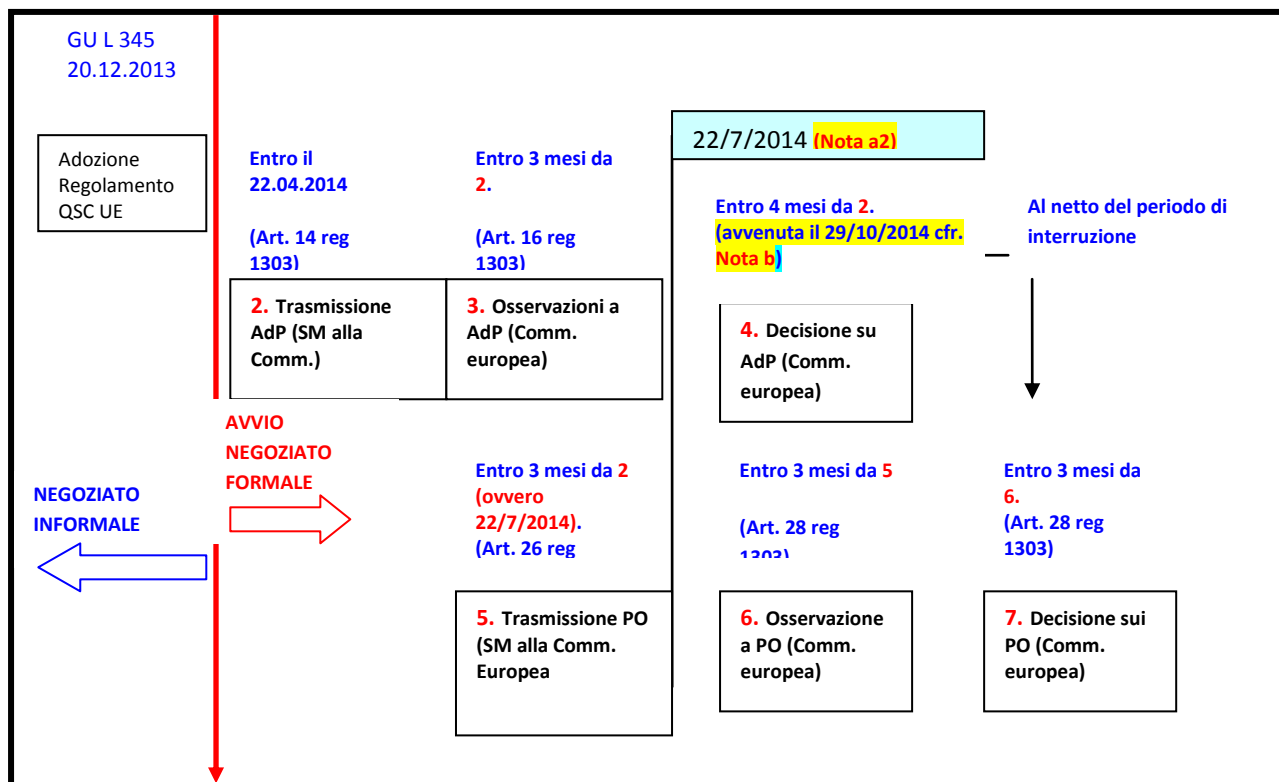 GU L 345
20.12.2013
Adozione
Regolamento
QSC UE
Entro il
22.04.2014
(Art. 14 reg
1303)
Entro 3 mesi da
2.
(Art. 16 reg
1303)
22/7/2014 (Nota a2)
Entro 4 mesi da 2.
(avvenuta il 29/10/2014 cfr.
Nota b)
Al netto del periodo di
interruzione
2. Trasmissione
AdP (SM alla
Comm.)
3. Osservazioni a
AdP (Comm.
europea)
4. Decisione su
AdP (Comm.
europea)
AVVIO
NEGOZIATO
FORMALE
NEGOZIATO
INFORMALE
Entro 3 mesi da 2
(ovvero
22/7/2014).
(Art. 26 reg
Entro 3 mesi da 5
(Art. 28 reg
1303)
Entro 3 mesi da
6.
(Art. 28 reg
1303)
5. Trasmissione PO
(SM alla Comm.
Europea
6. Osservazione
a PO (Comm.
europea)
7. Decisione sui
PO (Comm.
europea)